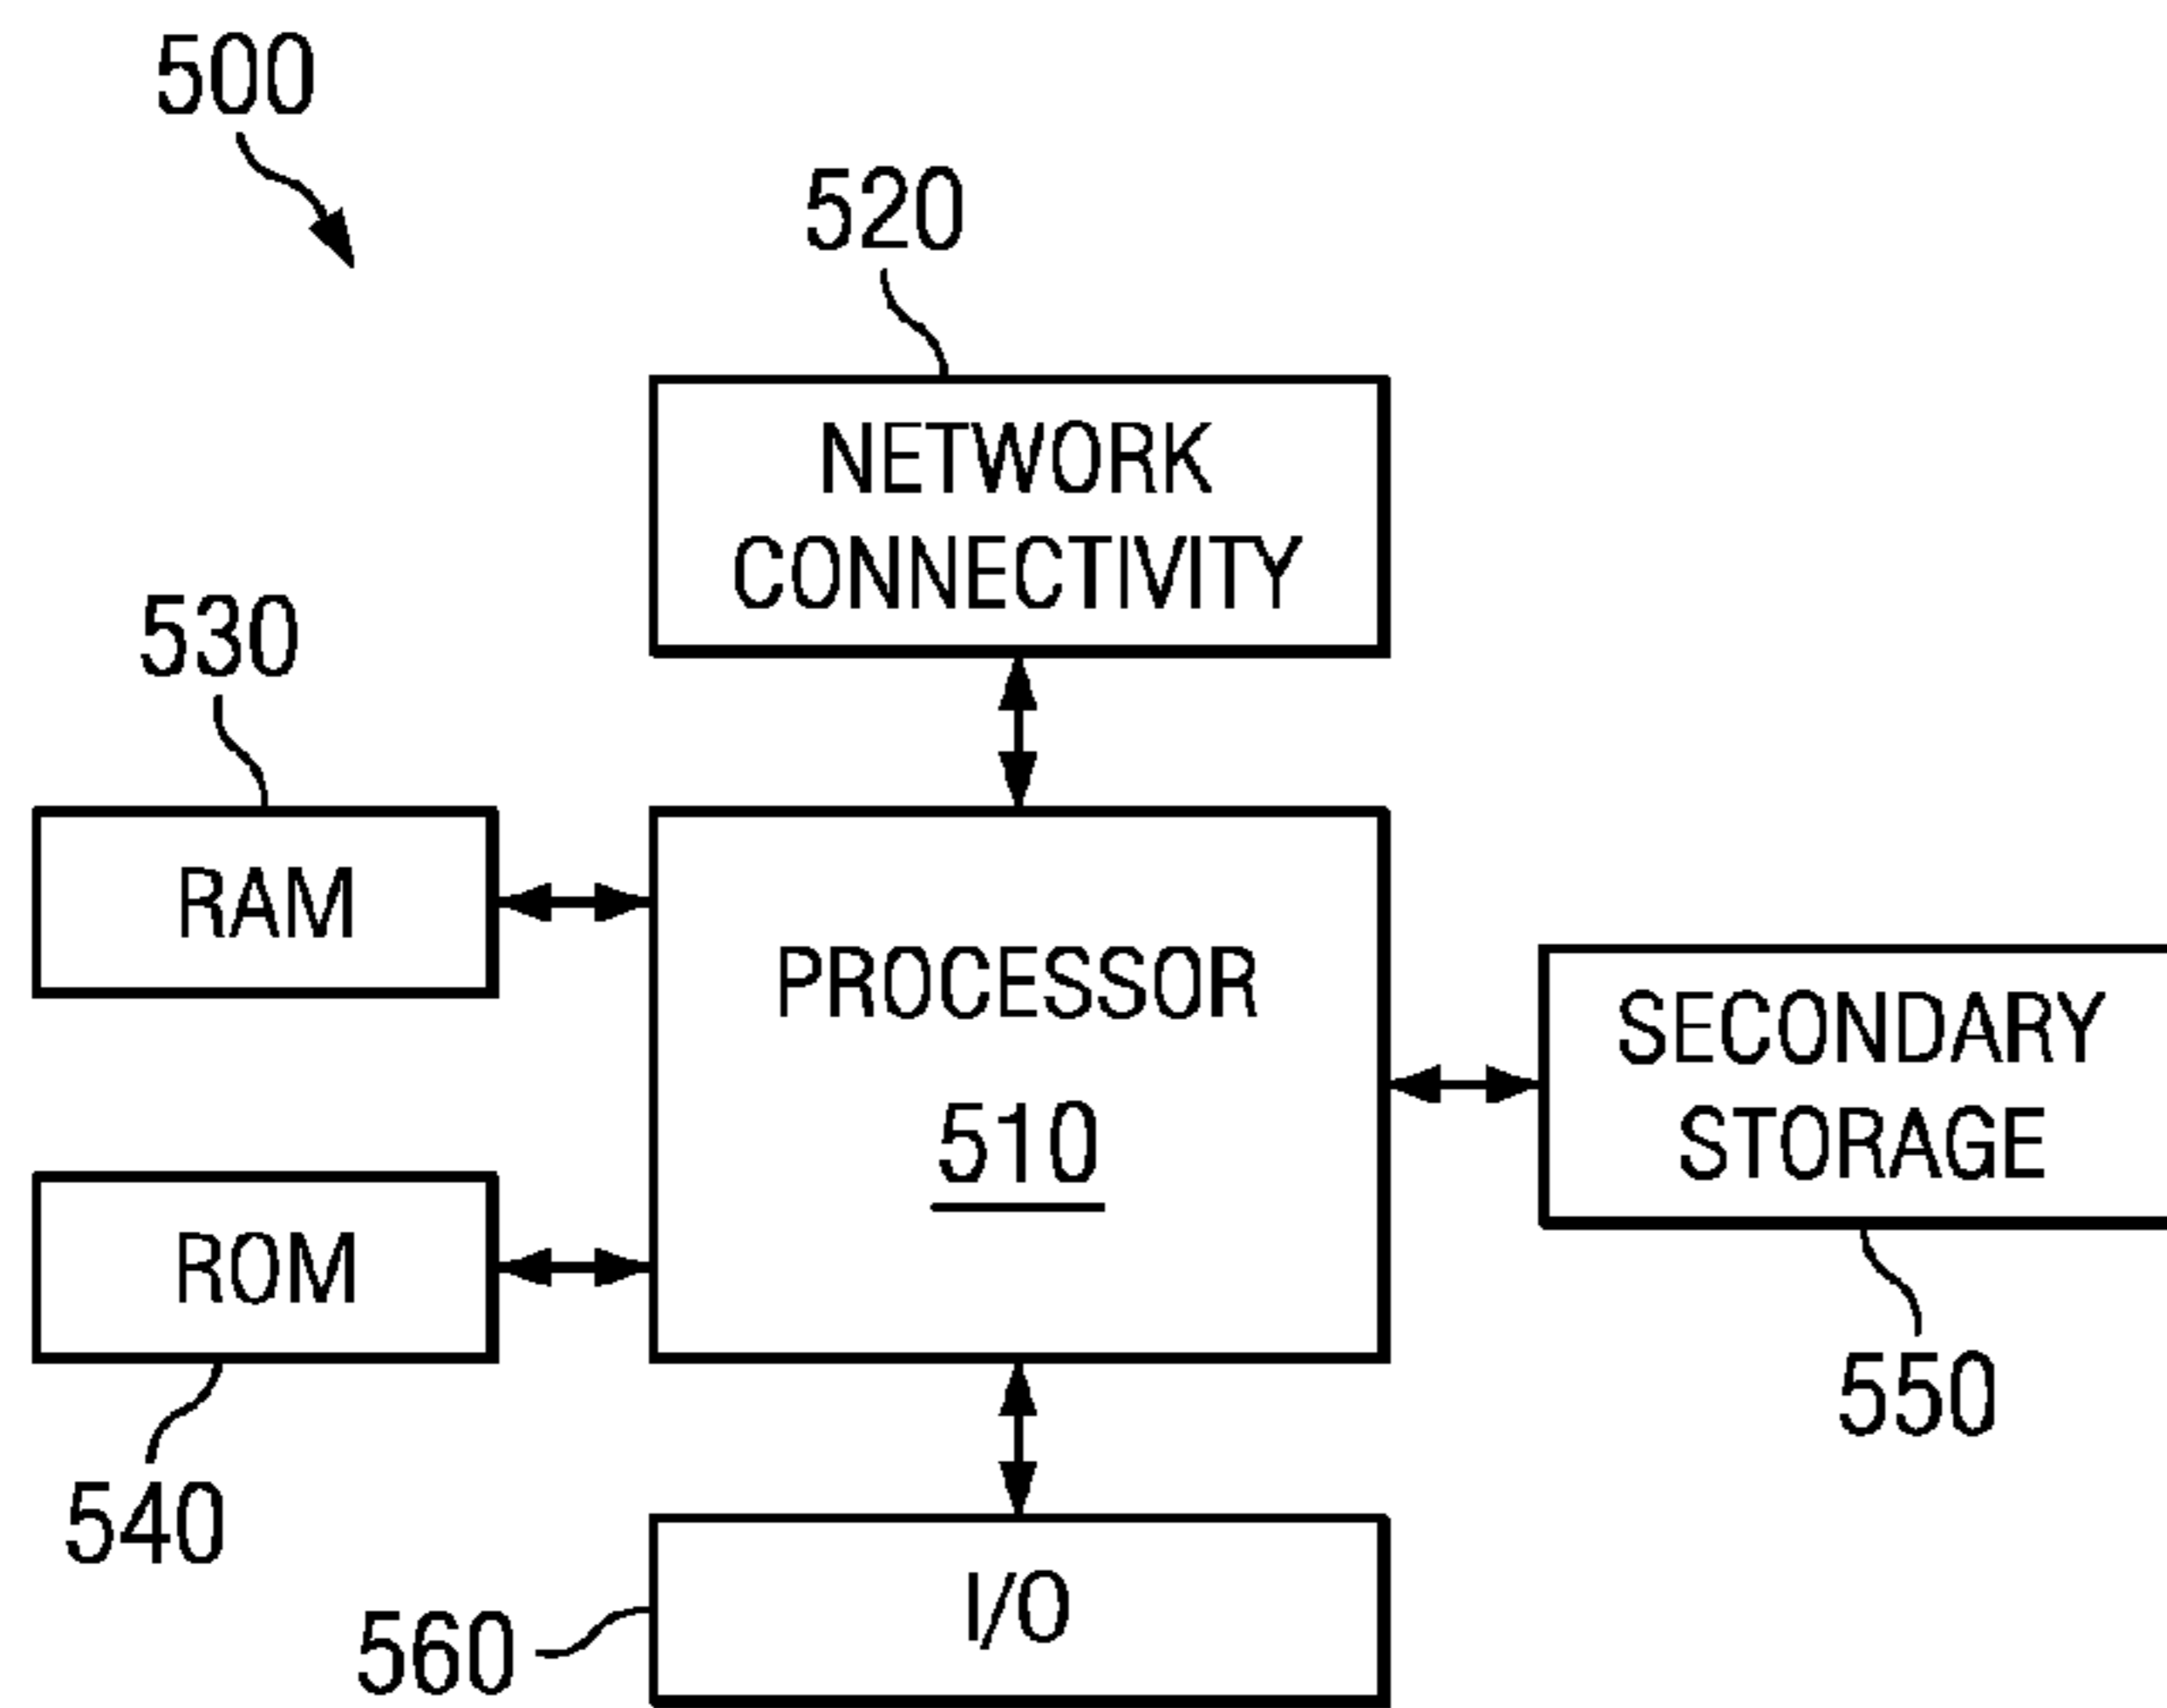 500
520
NETWORK
CONNECTIVITY
530
RAM
PROCESSOR
510
SECONDARY
STORAGE
550
ROM
540
I/O
560